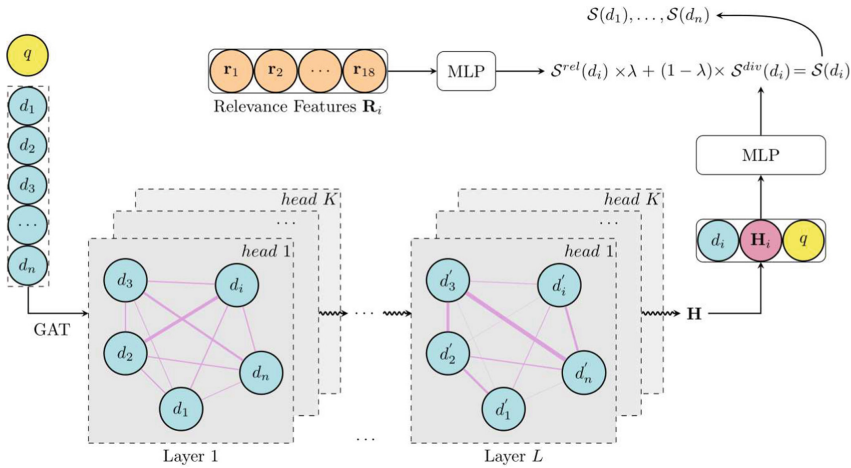 S(d₁), . . . , S(dₙ)
q
r₁ r₂ · · · r₁₈
MLP
S^rel(dᵢ) ×λ + (1 − λ)× S^div(dᵢ) = S(dᵢ)
Relevance Features Rᵢ
d₁
d₂
d₃
· · ·
dₙ
GAT
MLP
head K
· · ·
head 1
d₃
dᵢ
d₂
dₙ
d₁
Layer 1
· · ·
· · ·
head K
· · ·
head 1
d′₃
d′ᵢ
d′₂
d′ₙ
d′₁
Layer L
H
dᵢ Hᵢ q